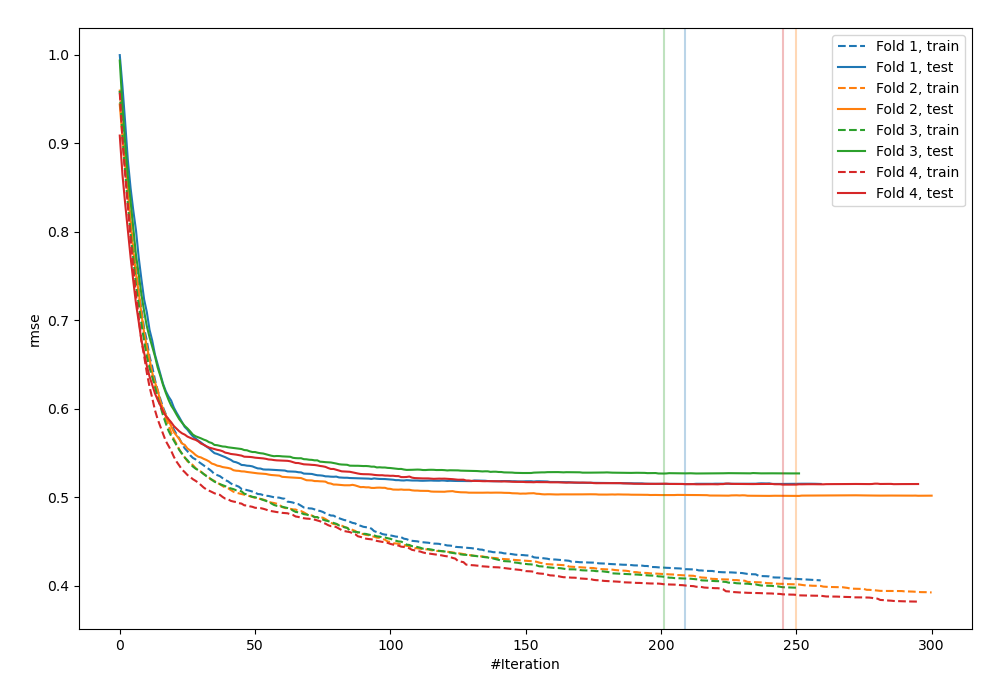 1.0
0.9
0.8
0.7
0.6
0.5
0.4
rmse
0
50
100
150
200
250
300
#Iteration
Fold 1, train
Fold 1, test
Fold 2, train
Fold 2, test
Fold 3, train
Fold 3, test
Fold 4, train
Fold 4, test